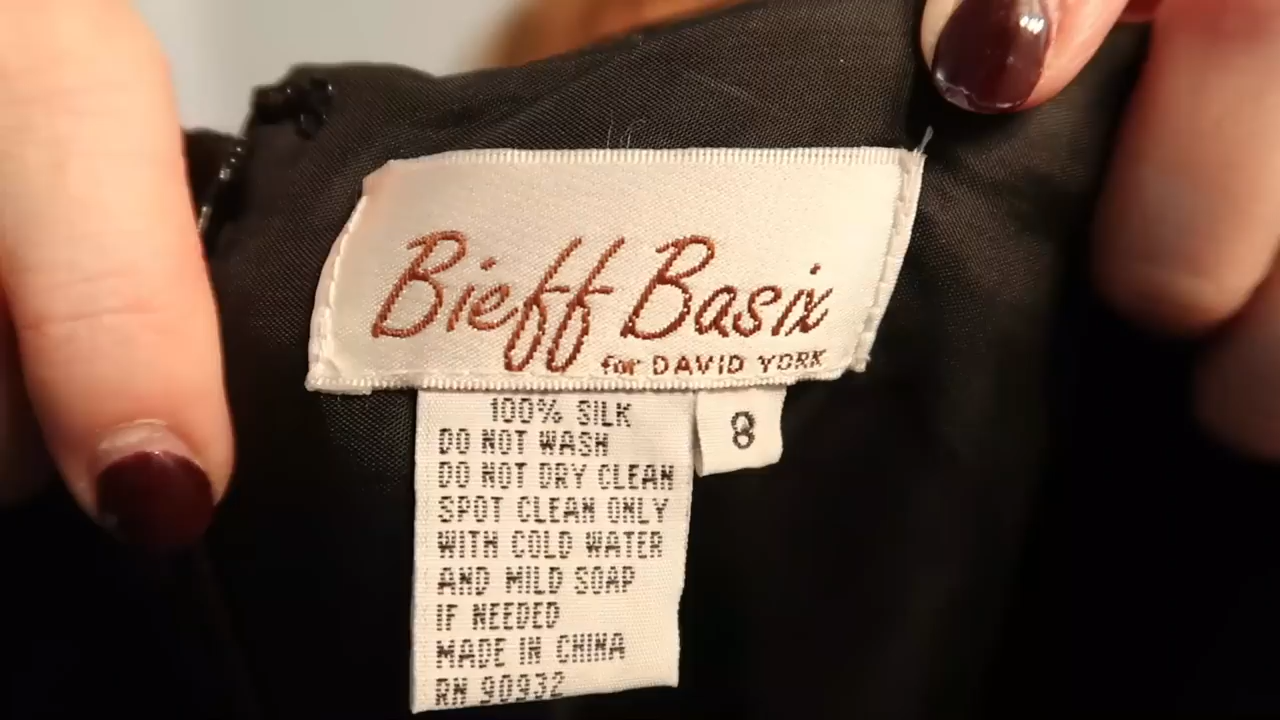 Bieff Basix
for DAVID YORK
100% SILK
DO NOT WASH
DO NOT DRY CLEAN
SPOT CLEAN ONLY
WITH COLD WATER
AND MILD SOAP
IF NEEDED
MADE IN CHINA
RN 90932
8